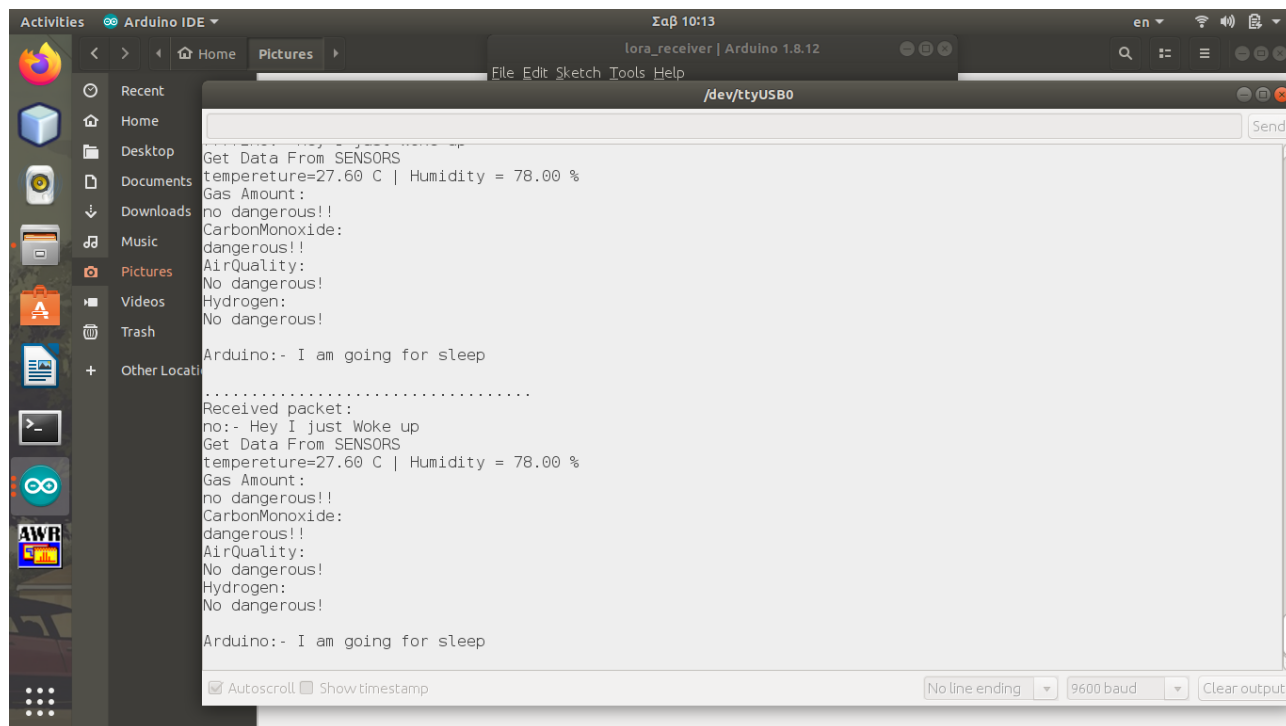 Activities Arduino IDE Σαβ 10:13 en
Home Pictures
lora_receiver | Arduino 1.8.12
File Edit Sketch Tools Help
/dev/ttyUSB0
Send
Recent
Home
Desktop
Documents
Downloads
Music
Pictures
Videos
Trash
+ Other Locati
Hey I just woke up
Get Data From SENSORS
tempereture=27.60 C | Humidity = 78.00 %
Gas Amount:
no dangerous!!
CarbonMonoxide:
dangerous!!
AirQuality:
No dangerous!
Hydrogen:
No dangerous!
Arduino:- I am going for sleep
...................................
Received packet:
no:- Hey I just Woke up
Get Data From SENSORS
tempereture=27.60 C | Humidity = 78.00 %
Gas Amount:
no dangerous!!
CarbonMonoxide:
dangerous!!
AirQuality:
No dangerous!
Hydrogen:
No dangerous!
Arduino:- I am going for sleep
Autoscroll Show timestamp No line ending 9600 baud Clear output
AWR